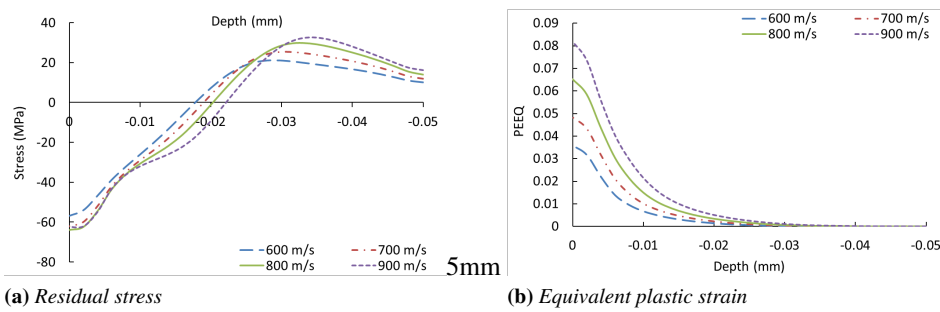 Depth (mm)
40
20
0
-20
-40
-60
-80
Stress (MPa)
0 -0.01 -0.02 -0.03 -0.04 -0.05
600 m/s 700 m/s
800 m/s 900 m/s
5mm
0.09
0.08
0.07
0.06
0.05
0.04
0.03
0.02
0.01
0
PEEQ
600 m/s 700 m/s
800 m/s 900 m/s
0 -0.01 -0.02 -0.03 -0.04 -0.05
Depth (mm)
(a) Residual stress
(b) Equivalent plastic strain